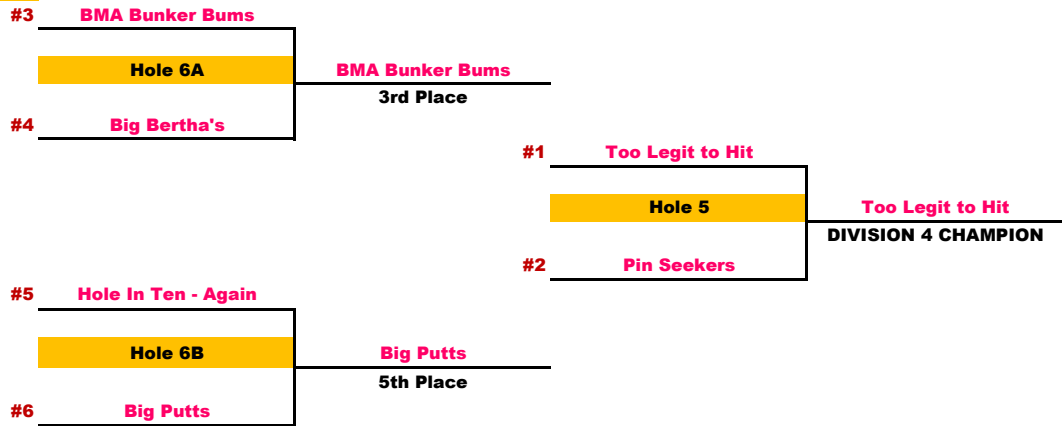 #3 BMA Bunker Bums
Hole 6A
BMA Bunker Bums
3rd Place
#4 Big Bertha's
#1 Too Legit to Hit
Hole 5
Too Legit to Hit
DIVISION 4 CHAMPION
#2 Pin Seekers
#5 Hole In Ten - Again
Hole 6B
Big Putts
5th Place
#6 Big Putts